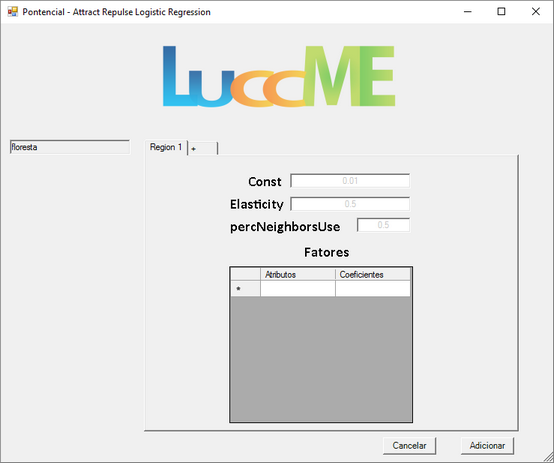 Pontencial - Attract Repulse Logistic Regression
LuccME
floresta
Region 1 +
Const 0.01
Elasticity 0.5
percNeighborsUse 0.5
Fatores
Atributos Coeficientes
Cancelar Adicionar